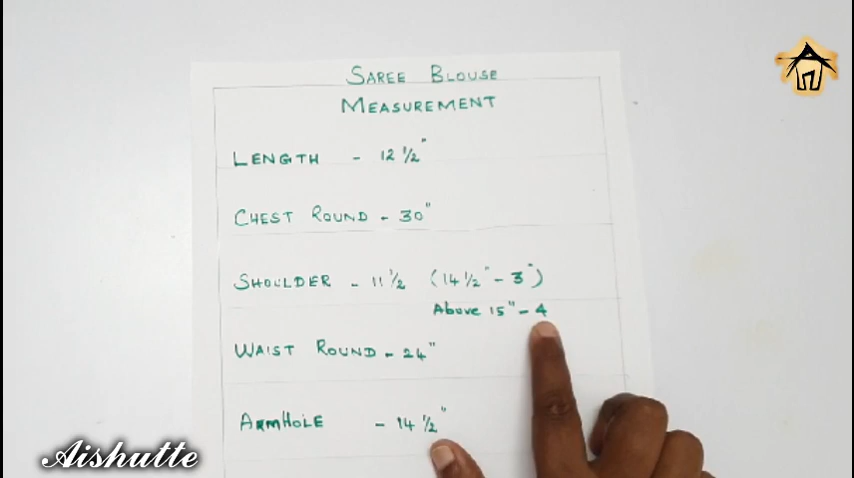 SAREE BLOUSE
MEASUREMENT
LENGTH - 12 1/2"
CHEST ROUND - 30"
SHOULDER - 11 1/2 (14 1/2" - 3")
Above 15" - 4
WAIST ROUND - 24"
ARMHOLE - 14 1/2"
Aishutte